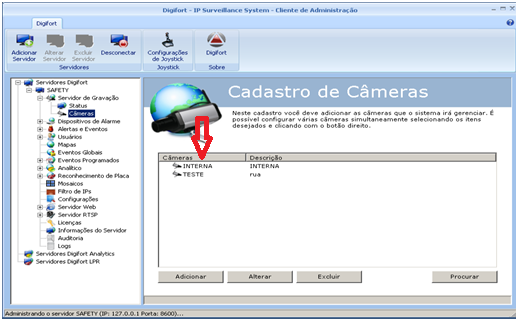 Digifort - IP Surveillance System - Cliente de Administração
Digifort
Adicionar Servidor
Alterar Servidor
Excluir Servidor
Desconectar
Configurações de Joystick
Digifort
Servidores
Joystick
Sobre
Servidores Digifort
SAFETY
Servidor de Gravação
Status
Câmeras
Dispositivos de Alarme
Alertas e Eventos
Usuários
Mapas
Eventos Globais
Eventos Programados
Analítico
Reconhecimento de Placa
Mosaicos
Filtro de IPs
Configurações
Servidor Web
Servidor RTSP
Licenças
Informações do Servidor
Auditoria
Logs
Servidores Digifort Analytics
Servidores Digifort LPR
Cadastro de Câmeras
Neste cadastro você deve adicionar as câmeras que o sistema irá gerenciar. É
possível configurar várias câmeras simultaneamente selecionando os itens
desejados e clicando com o botão direito.
Câmeras Descrição
INTERNA INTERNA
TESTE rua
Adicionar Alterar Excluir Procurar
Administrando o servidor SAFETY (IP: 127.0.0.1 Porta: 8600)...